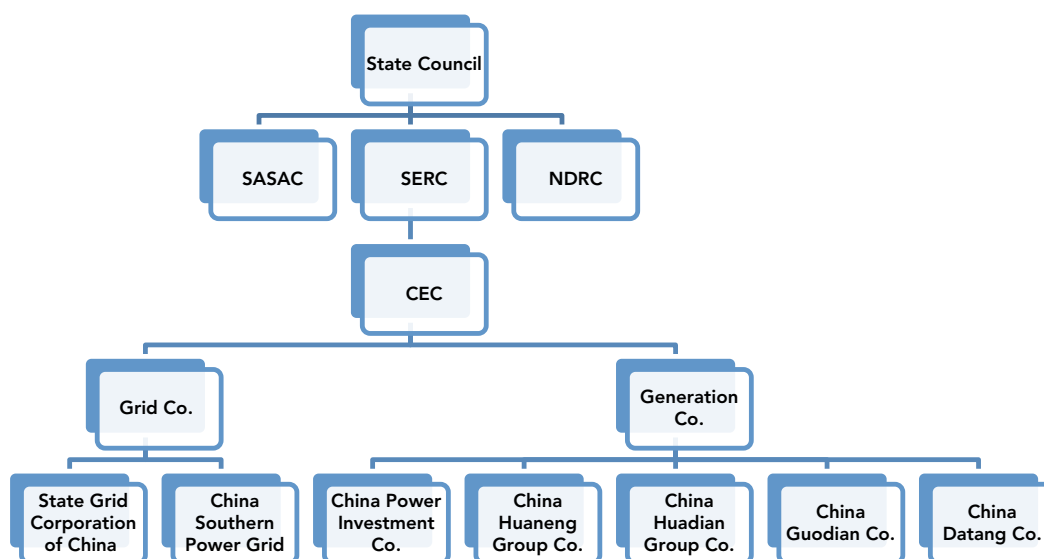 State Council
SASAC
SERC
NDRC
CEC
Grid Co.
Generation
Co.
State Grid
Corporation
of China
China
Southern
Power Grid
China Power
Investment
Co.
China
Huaneng
Group Co.
China
Huadian
Group Co.
China
Guodian Co.
China
Datang Co.